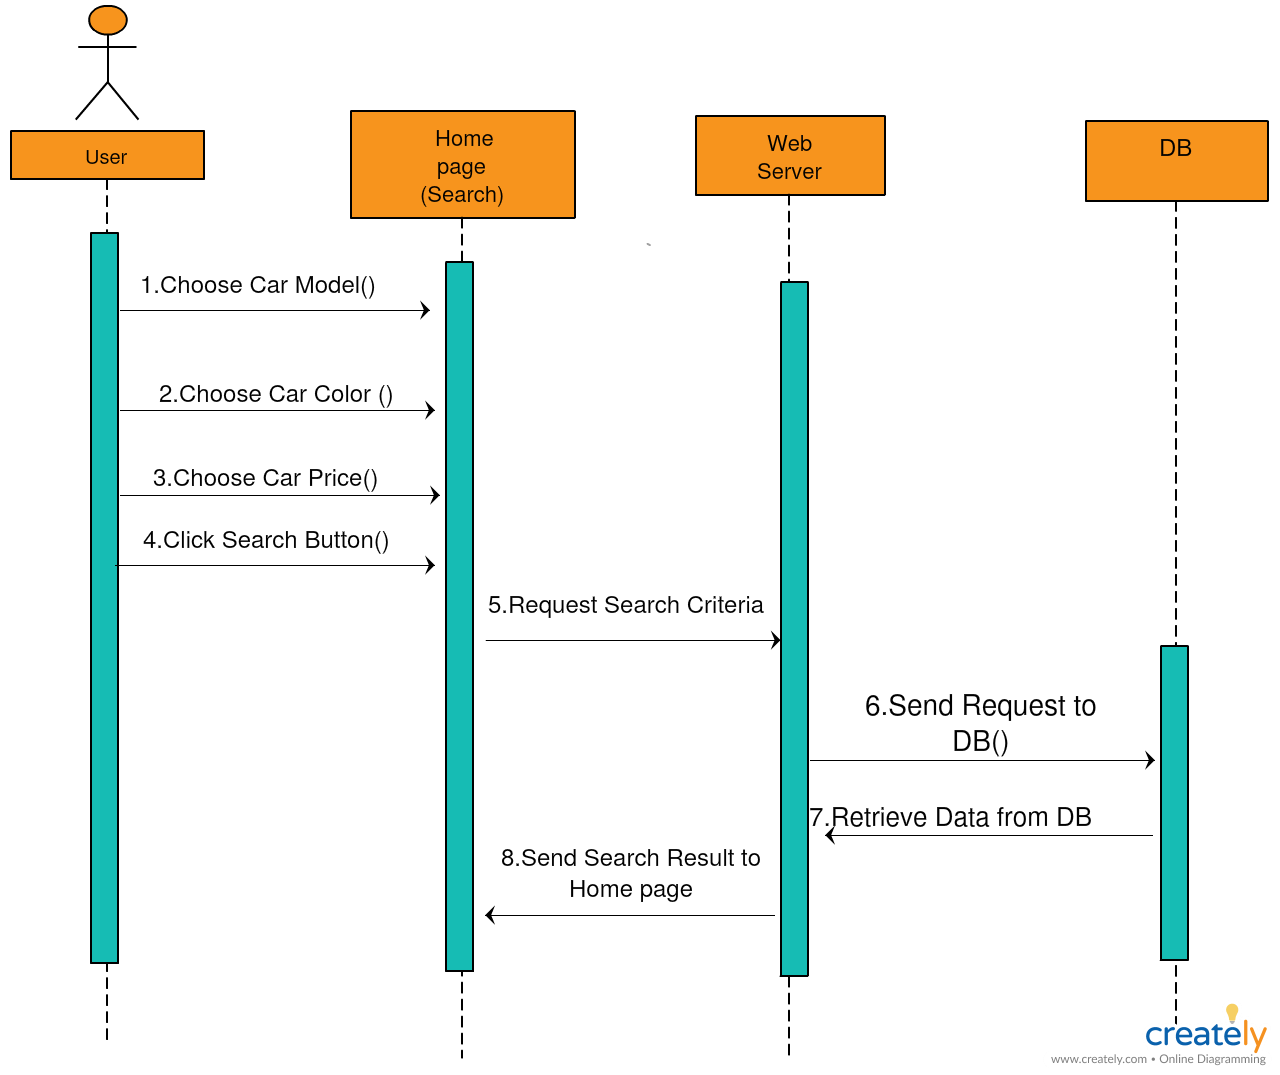 User
Home
page
(Search)
Web
Server
DB
1.Choose Car Model()
2.Choose Car Color ()
3.Choose Car Price()
4.Click Search Button()
5.Request Search Criteria
6.Send Request to
DB()
7.Retrieve Data from DB
8.Send Search Result to
Home page
creately
www.creately.com • Online Diagramming